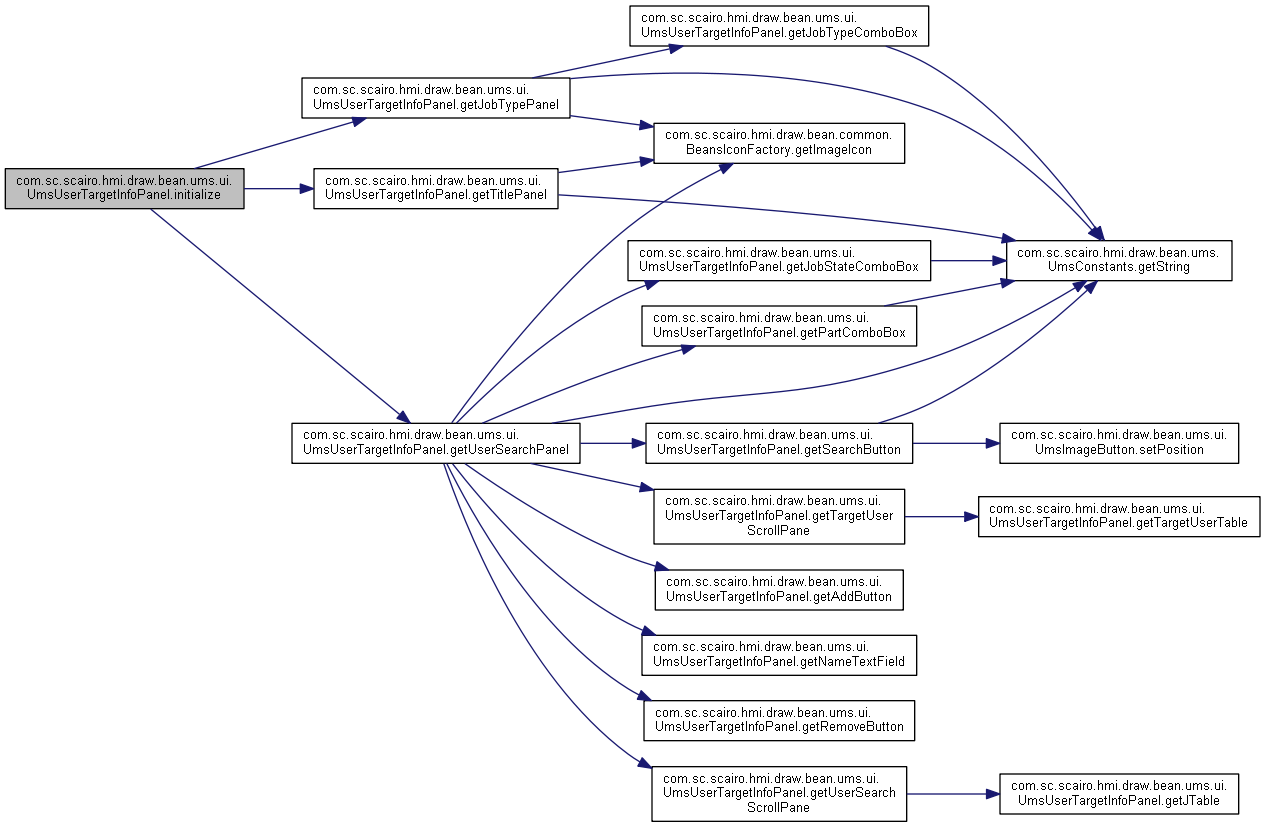 com.sc.scairo.hmi.draw.bean.ums.ui.
UmsUserTargetInfoPanel.getJobTypeComboBox
com.sc.scairo.hmi.draw.bean.ums.ui.
UmsUserTargetInfoPanel.getJobTypePanel
com.sc.scairo.hmi.draw.bean.common.
BeansIconFactory.getImageIcon
com.sc.scairo.hmi.draw.bean.ums.ui.
UmsUserTargetInfoPanel.initialize
com.sc.scairo.hmi.draw.bean.ums.ui.
UmsUserTargetInfoPanel.getTitlePanel
com.sc.scairo.hmi.draw.bean.ums.ui.
UmsUserTargetInfoPanel.getJobStateComboBox
com.sc.scairo.hmi.draw.bean.ums.
UmsConstants.getString
com.sc.scairo.hmi.draw.bean.ums.ui.
UmsUserTargetInfoPanel.getPartComboBox
com.sc.scairo.hmi.draw.bean.ums.ui.
UmsUserTargetInfoPanel.getUserSearchPanel
com.sc.scairo.hmi.draw.bean.ums.ui.
UmsUserTargetInfoPanel.getSearchButton
com.sc.scairo.hmi.draw.bean.ums.ui.
UmsImageButton.setPosition
com.sc.scairo.hmi.draw.bean.ums.ui.
UmsUserTargetInfoPanel.getTargetUser
ScrollPane
com.sc.scairo.hmi.draw.bean.ums.ui.
UmsUserTargetInfoPanel.getTargetUserTable
com.sc.scairo.hmi.draw.bean.ums.ui.
UmsUserTargetInfoPanel.getAddButton
com.sc.scairo.hmi.draw.bean.ums.ui.
UmsUserTargetInfoPanel.getNameTextField
com.sc.scairo.hmi.draw.bean.ums.ui.
UmsUserTargetInfoPanel.getRemoveButton
com.sc.scairo.hmi.draw.bean.ums.ui.
UmsUserTargetInfoPanel.getUserSearch
ScrollPane
com.sc.scairo.hmi.draw.bean.ums.ui.
UmsUserTargetInfoPanel.getJTable